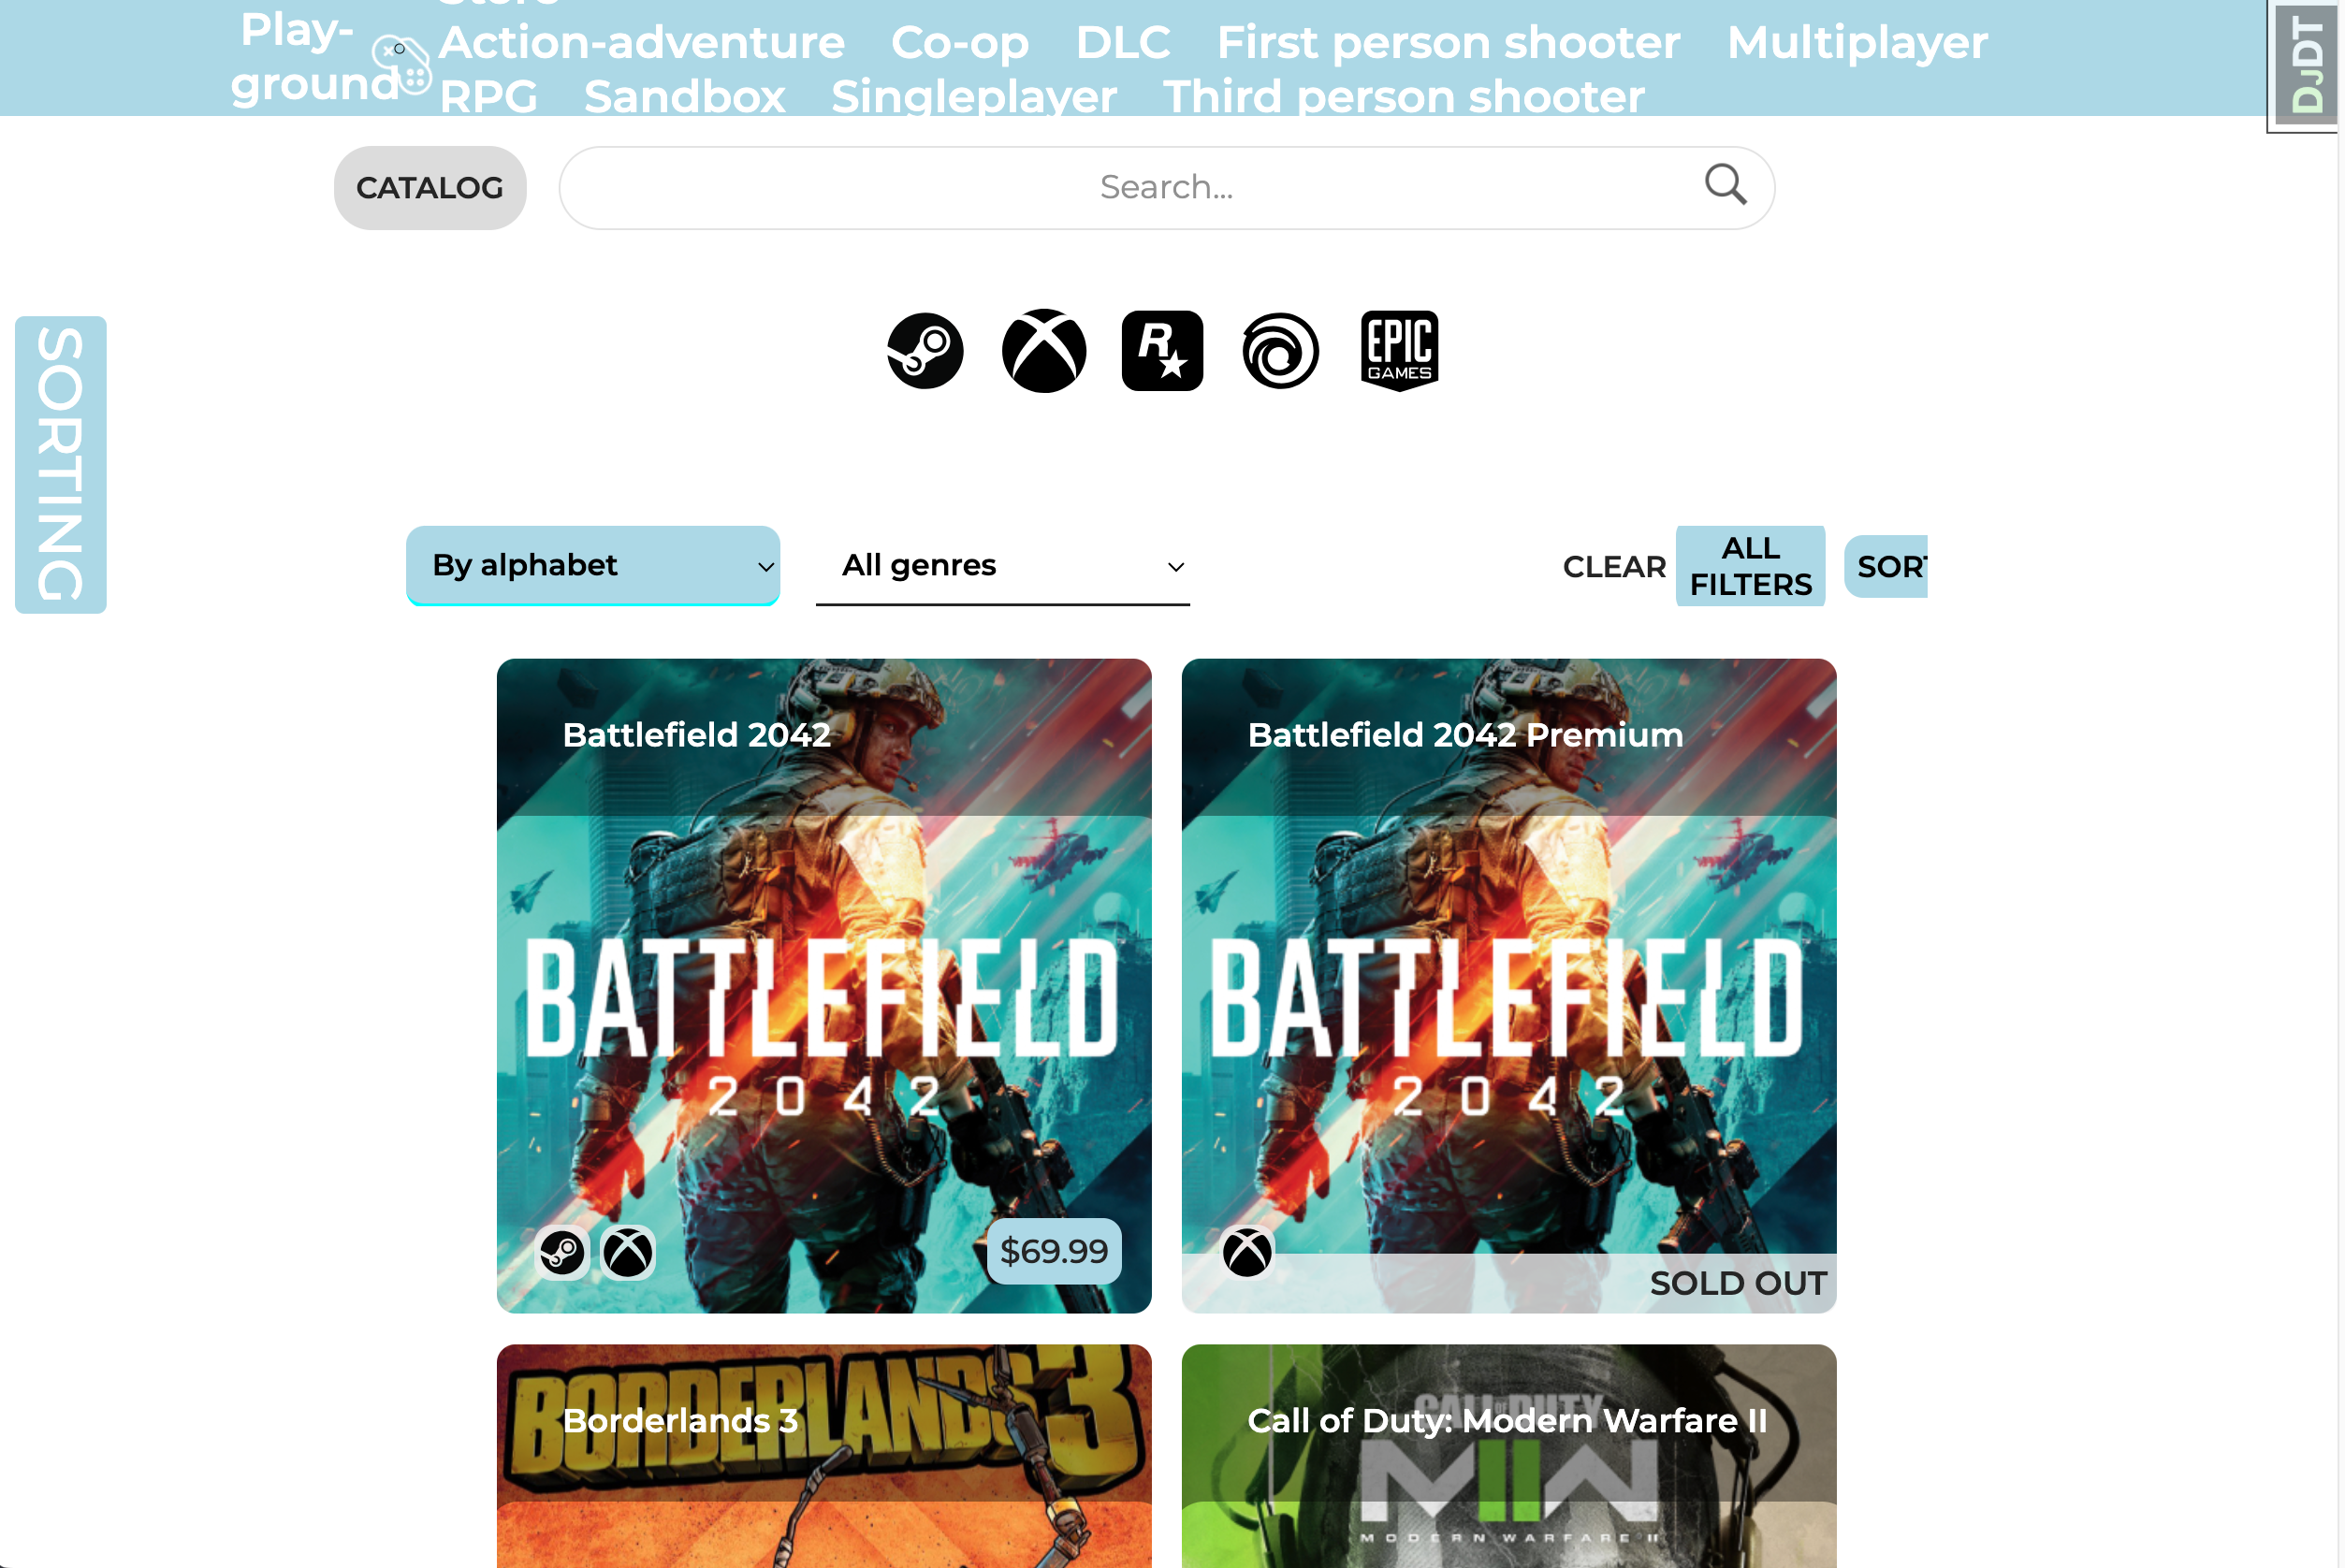 Store
Play-
ground
Action-adventure Co-op DLC First person shooter Multiplayer
RPG Sandbox Singleplayer Third person shooter
DJDT
CATALOG
Search...
R
EPIC
GAMES
SORTING
By alphabet
All genres
CLEAR
ALL
FILTERS
SORT
Battlefield 2042
BATTLEFIELD
2042
$69.99
Battlefield 2042 Premium
BATTLEFIELD
2042
SOLD OUT
BORDERLANDS 3
Borderlands 3
CALL OF DUTY
Call of Duty: Modern Warfare II
MIIW
MODERN WARFARE II